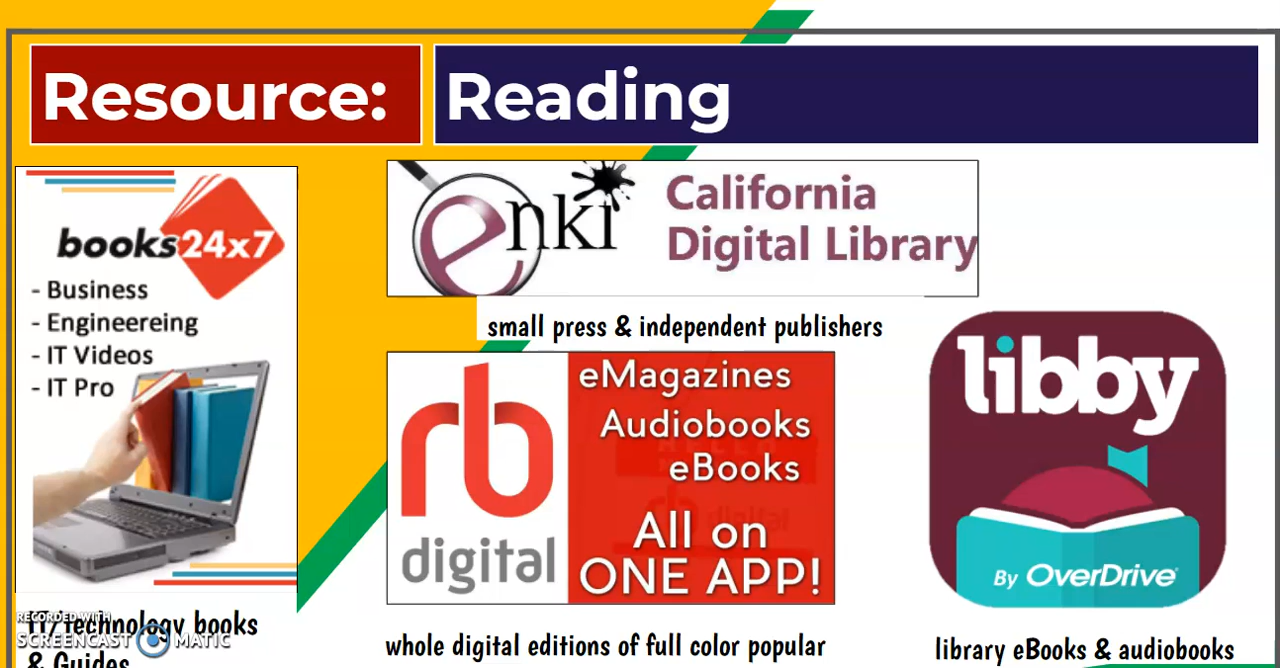 Resource:
Reading
books24x7
- Business
- Engineereing
- IT Videos
- IT Pro
enki
California
Digital Library
small press & independent publishers
rb
digital
eMagazines
Audiobooks
eBooks
All on
ONE APP!
libby
By OverDrive
RECORDED WITH
SCREENCAST MATIC
IT/technology books
& Guides
whole digital editions of full color popular
library eBooks & audiobooks